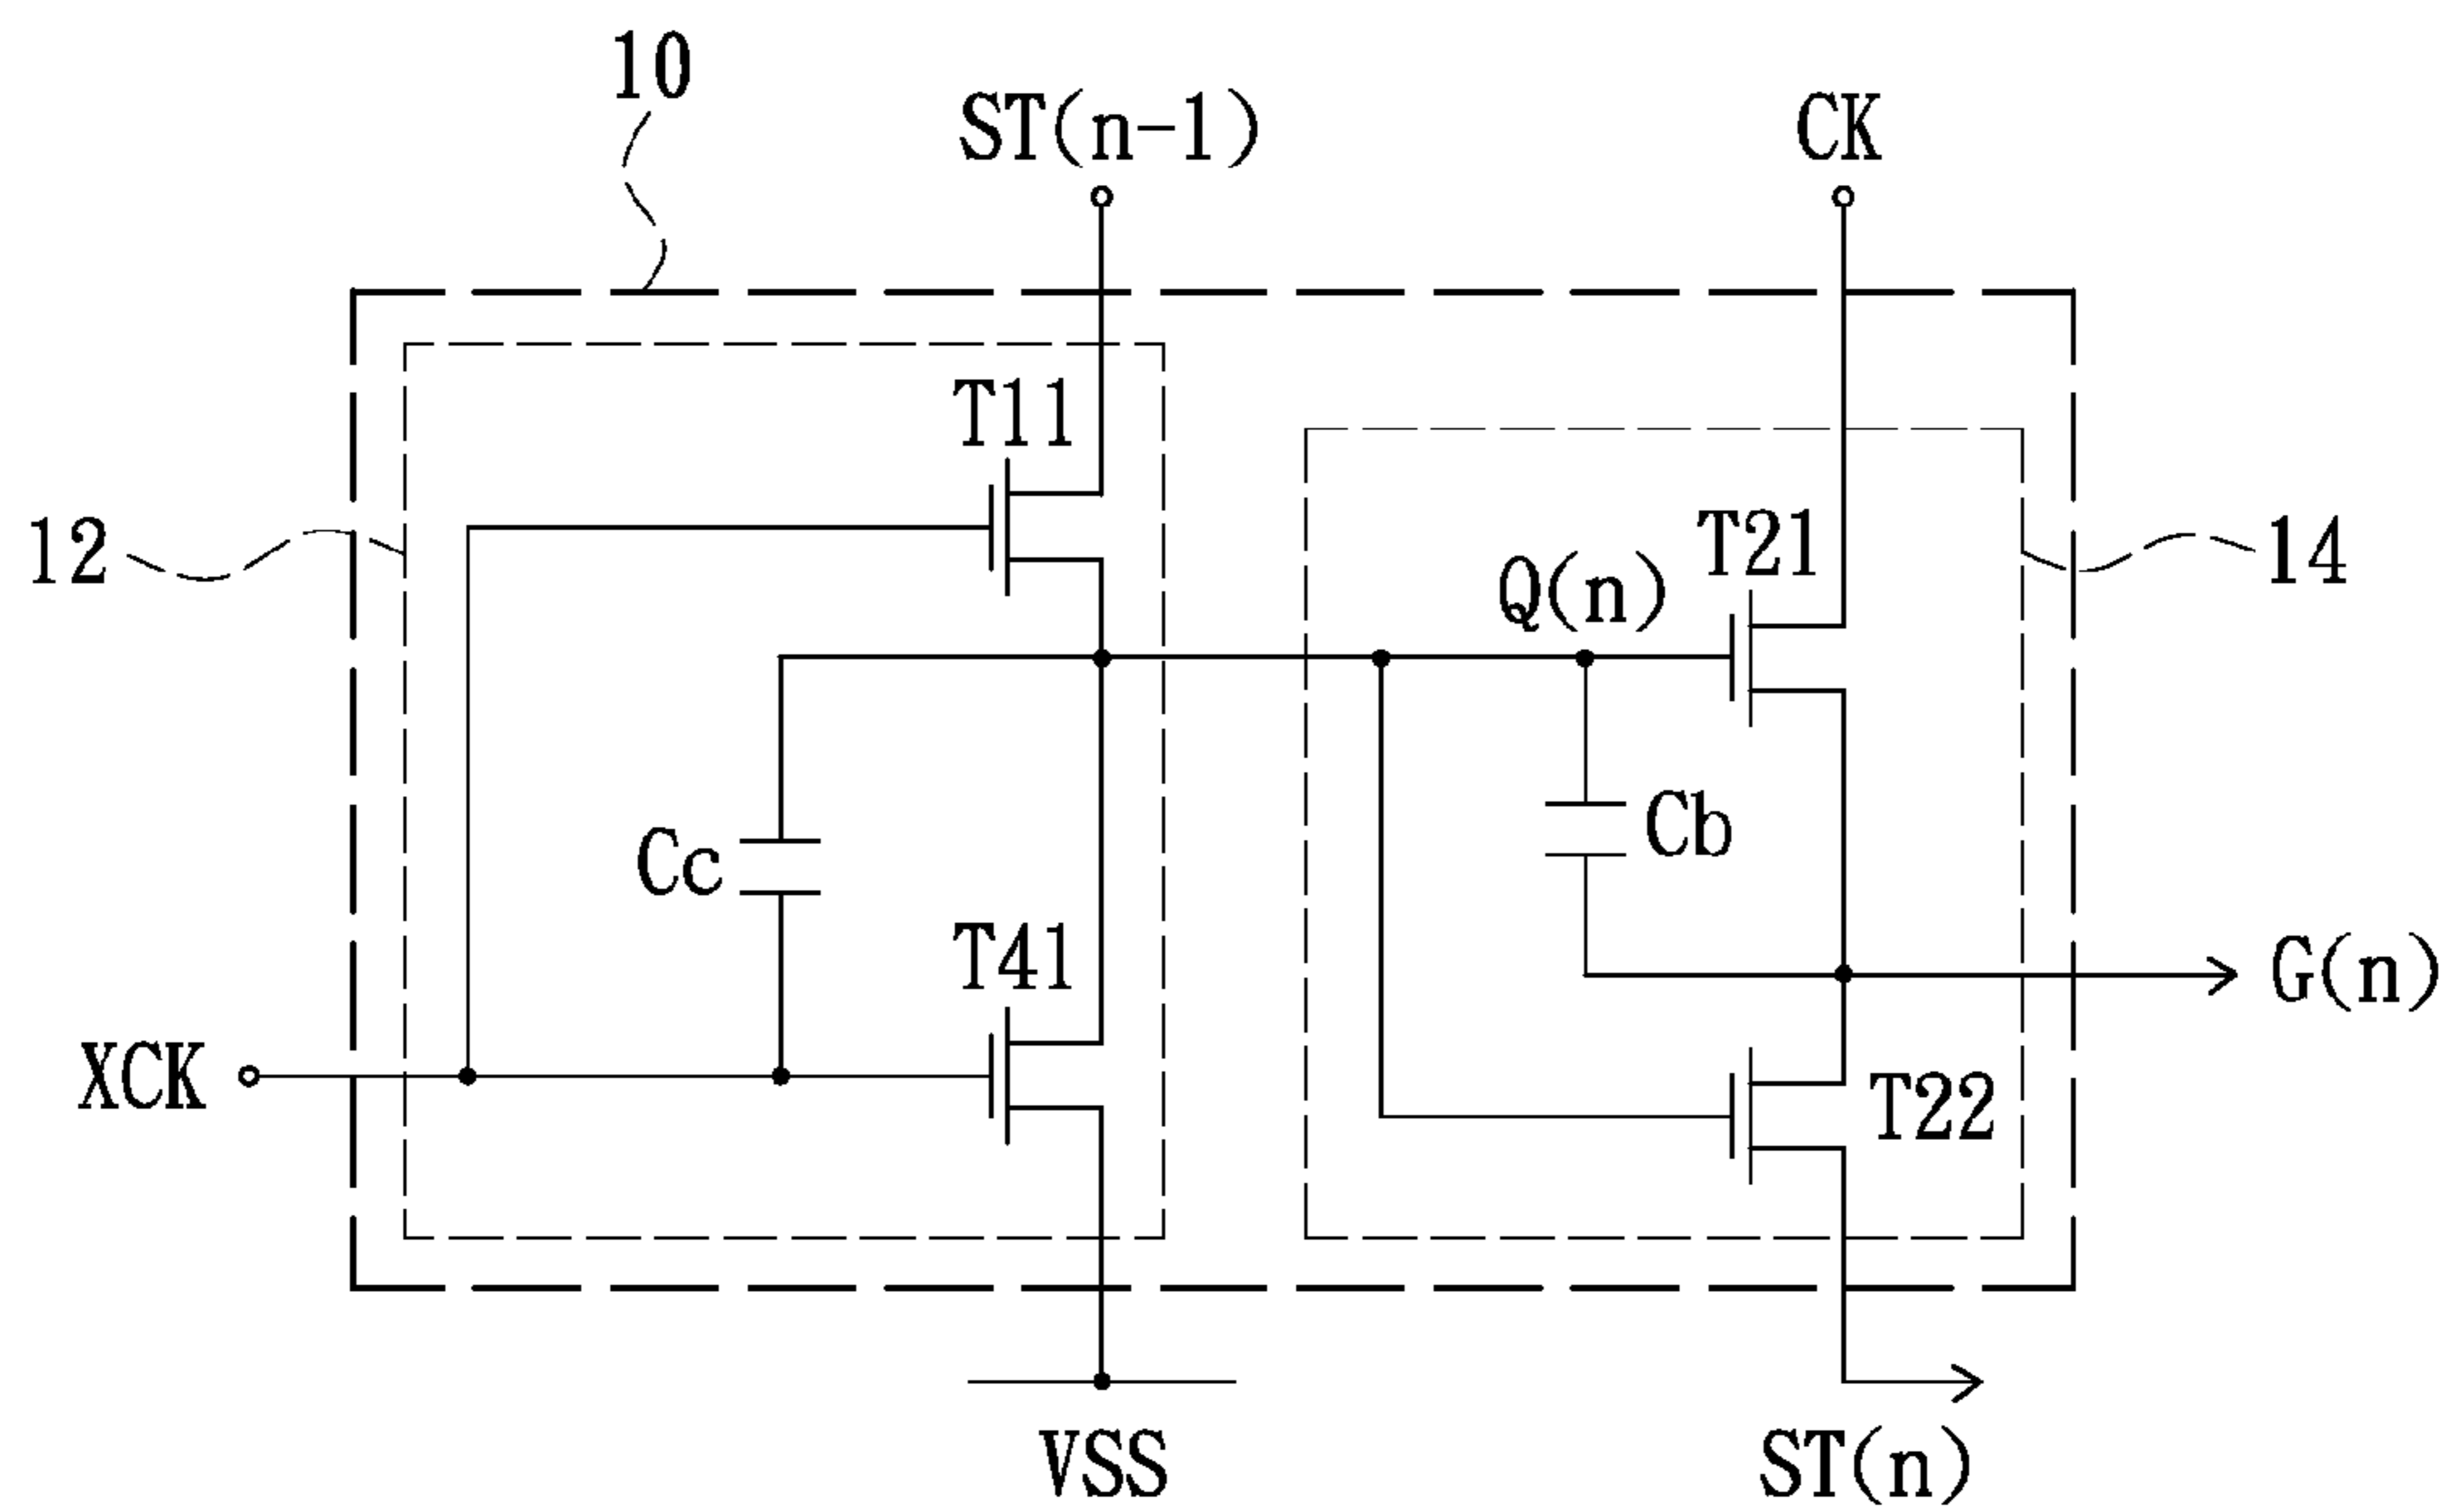 10
ST(n-1)
CK
T11
12
T21
14
Q(n)
Cc
Cb
T41
G(n)
XCK
T22
VSS
ST(n)